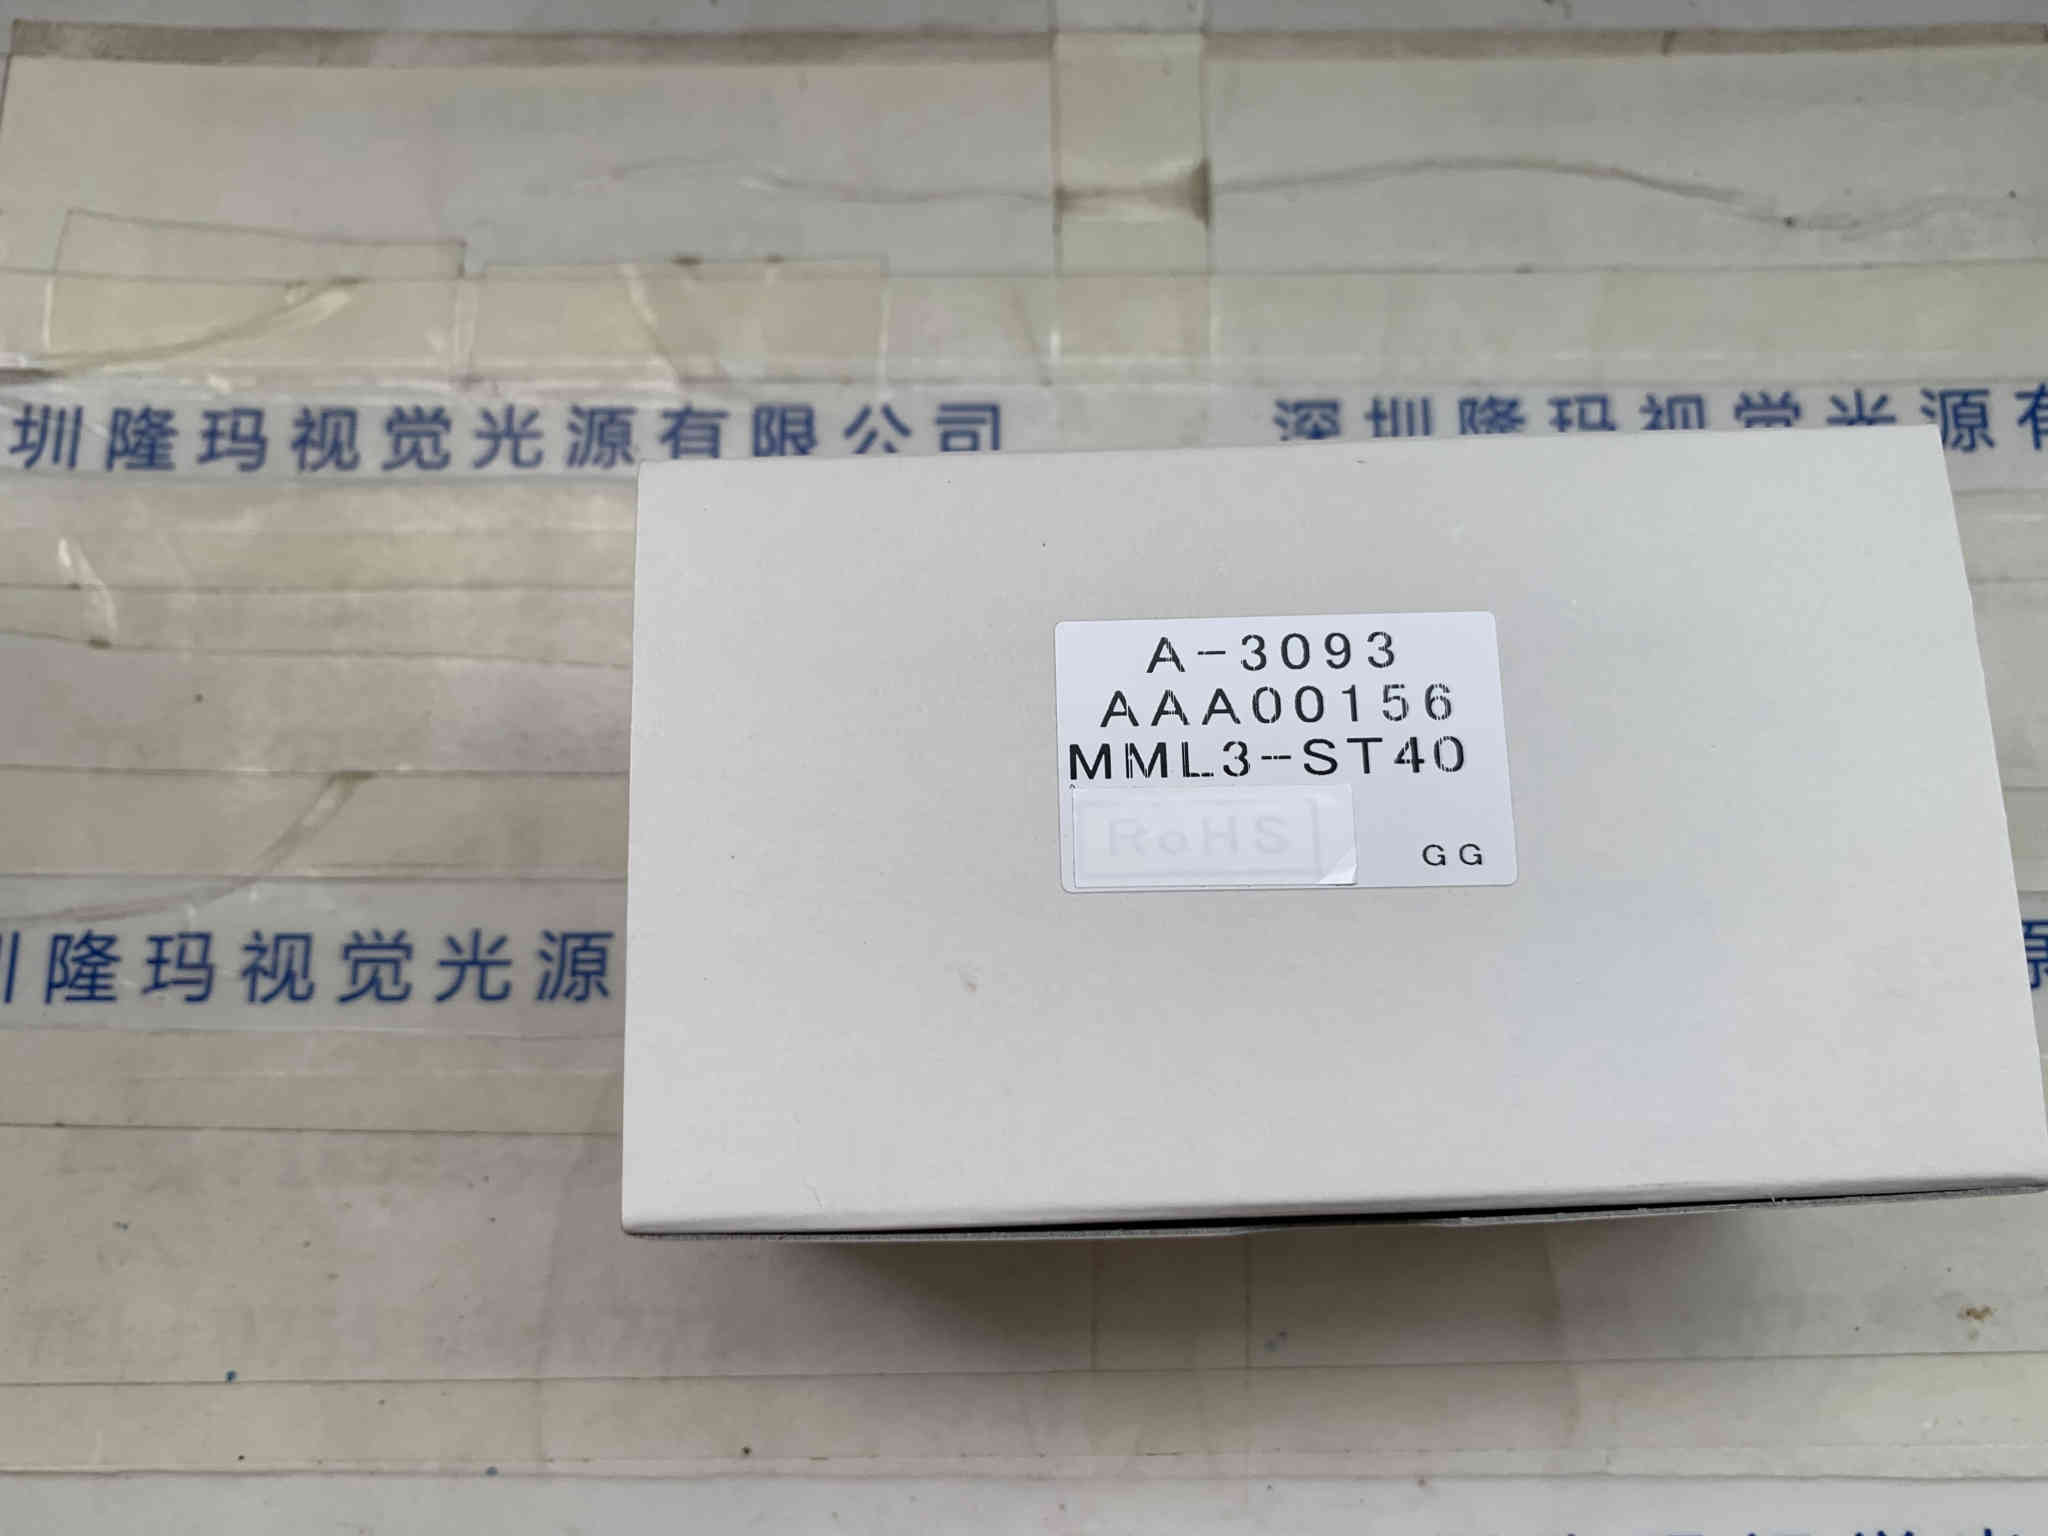 圳隆玛视觉光源有限公司
深圳隆玛视觉光源有
A-3093
AAA00156
MML3-ST40
RoHS
GG
圳隆玛视觉光源
源